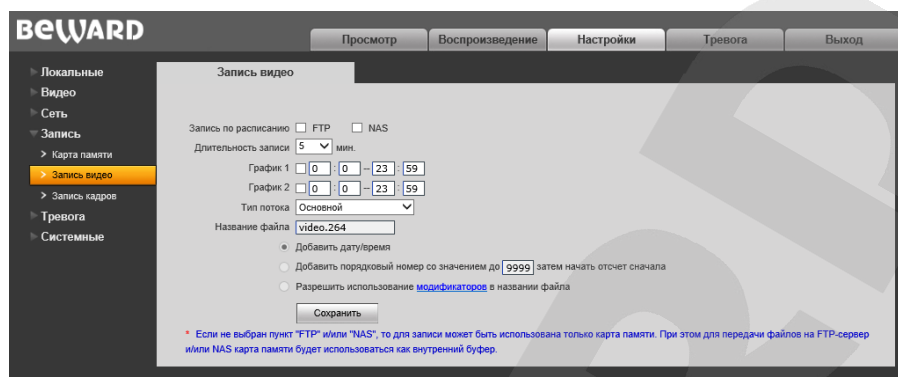 BEWARD
Просмотр Воспроизведение Настройки Тревога Выход
Локальные
Видео
Сеть
Запись
Карта памяти
Запись видео
Запись кадров
Тревога
Системные
Запись видео
Запись по расписанию FTP NAS
Длительность записи 5 мин.
График 1 0 : 0 – 23 : 59
График 2 0 : 0 – 23 : 59
Тип потока Основной
Название файла video.264
Добавить дату/время
Добавить порядковый номер со значением до 9999 затем начать отсчет сначала
Разрешить использование модификаторов в названии файла
Сохранить
* Если не выбран пункт "FTP" и/или "NAS", то для записи может быть использована только карта памяти. При этом для передачи файлов на FTP-сервер
и/или NAS карта памяти будет использоваться как внутренний буфер.